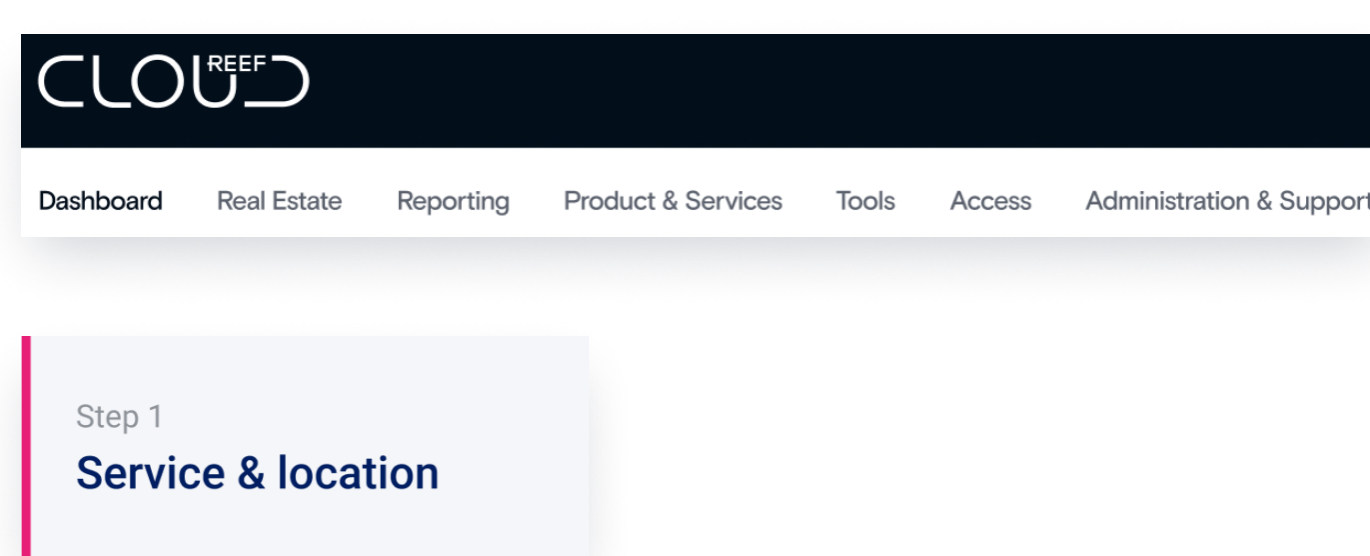 CLOUD REEF
Dashboard Real Estate Reporting Product & Services Tools Access Administration & Support
Step 1
Service & location